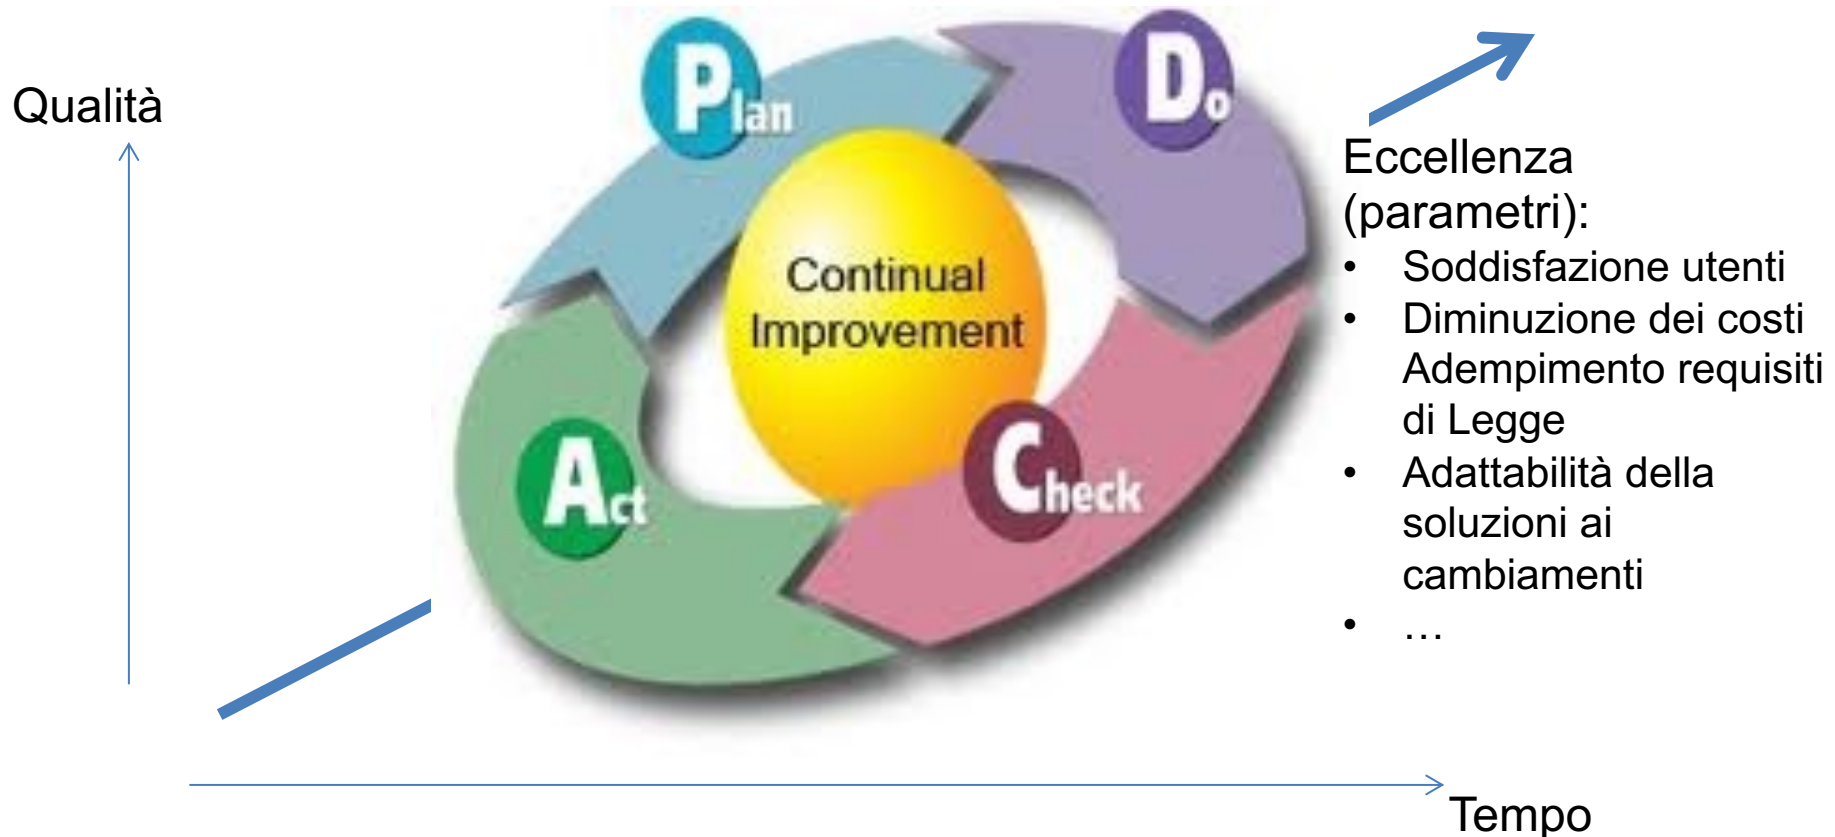 Qualità
Plan
Do
Continual
Improvement
Act
Check
Eccellenza
(parametri):
• Soddisfazione utenti
• Diminuzione dei costi
Adempimento requisiti
di Legge
• Adattabilità della
soluzioni ai
cambiamenti
• …
Tempo